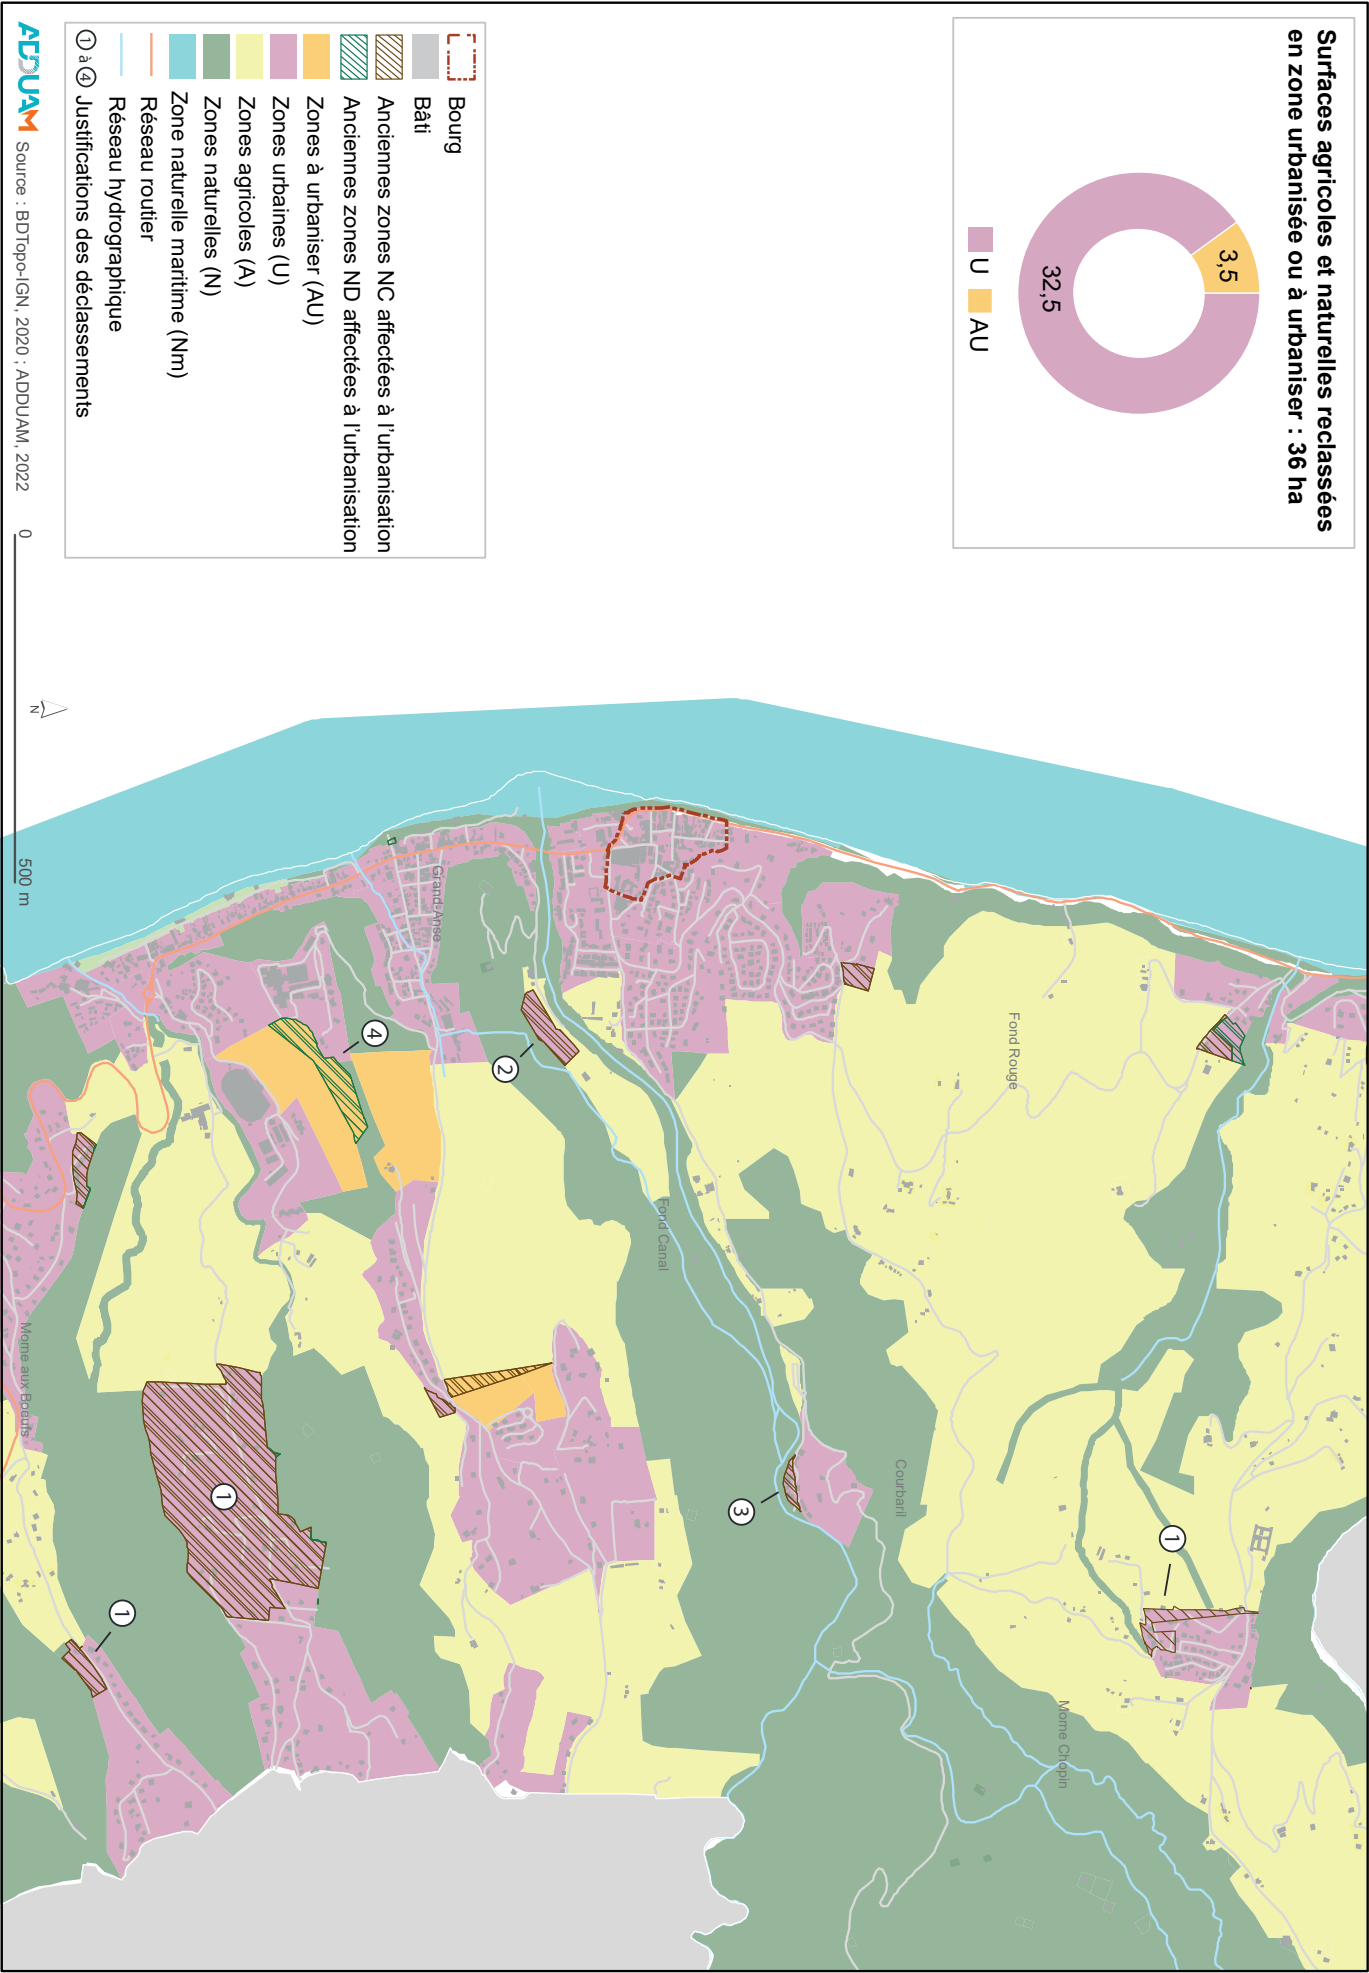 Surfaces agricoles et naturelles reclassées
en zone urbanisée ou à urbaniser : 36 ha
3,5
32,5
U
AU
Bourg
Bâti
Anciennes zones NC affectées à l'urbanisation
Anciennes zones ND affectées à l'urbanisation
Zones à urbaniser (AU)
Zones urbaines (U)
Zones agricoles (A)
Zones naturelles (N)
Zone naturelle maritime (Nm)
Réseau routier
Réseau hydrographique
1 à 4 Justifications des déclassements
ADDUAM Source : BDTopo-IGN, 2020 ; ADDUAM, 2022
0
500 m
N
Fond Rouge
Grand-Anse
Fond Canal
Courbaril
Morne Chopin
Morne aux Boeufs
1
2
3
4
1
1